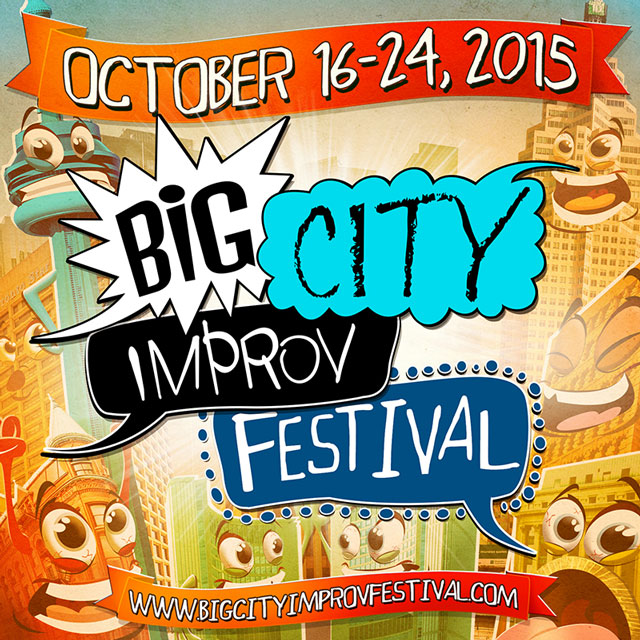 OCTOBER 16-24, 2015
BiG
CITY
IMPROV
FESTIVAL
WWW.BIGCITYIMPROVFESTIVAL.COM